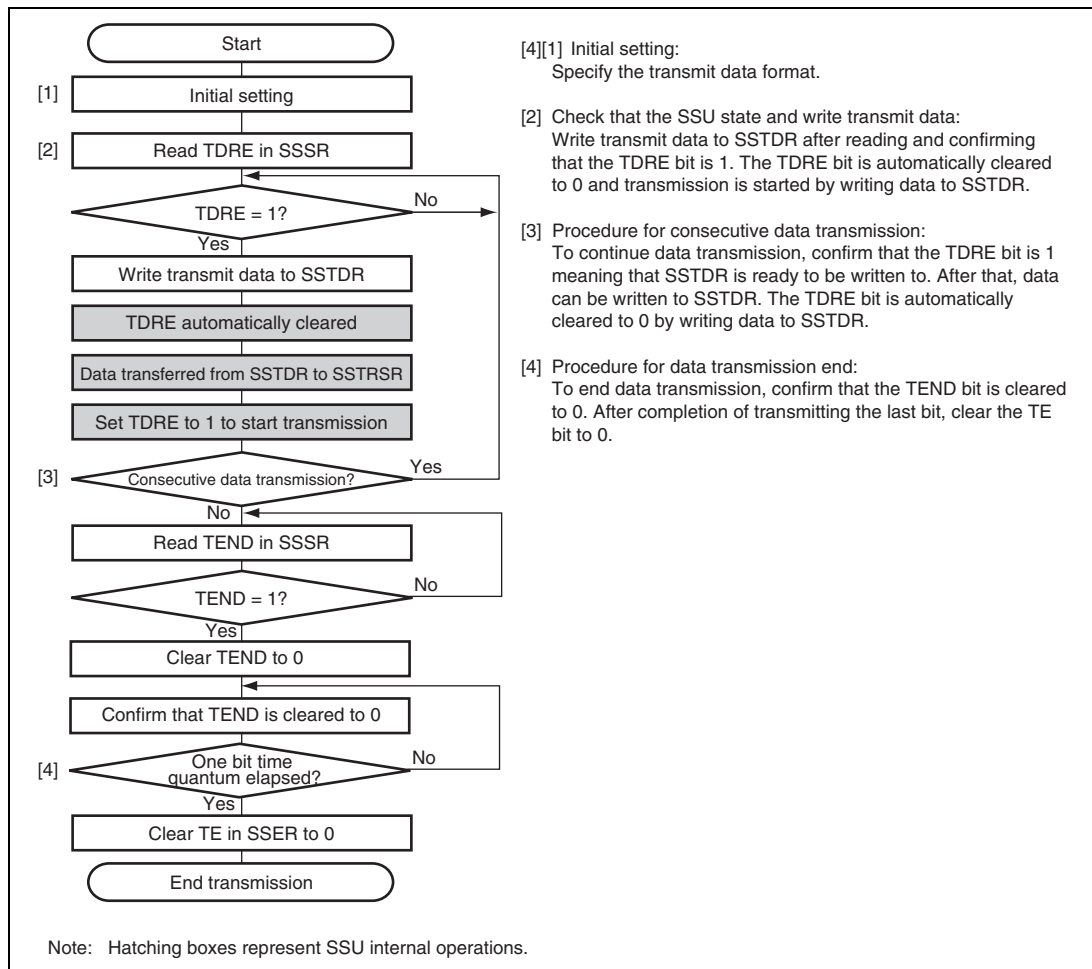 Start
[1] Initial setting
[2] Read TDRE in SSSR
TDRE = 1?
No
Yes
Write transmit data to SSTDR
TDRE automatically cleared
Data transferred from SSTDR to SSTRSR
Set TDRE to 1 to start transmission
[3] Consecutive data transmission?
Yes
No
Read TEND in SSSR
TEND = 1?
No
Yes
Clear TEND to 0
Confirm that TEND is cleared to 0
[4] One bit time
quantum elapsed?
No
Yes
Clear TE in SSER to 0
End transmission
[4][1] Initial setting:
Specify the transmit data format.
[2] Check that the SSU state and write transmit data:
Write transmit data to SSTDR after reading and confirming
that the TDRE bit is 1. The TDRE bit is automatically cleared
to 0 and transmission is started by writing data to SSTDR.
[3] Procedure for consecutive data transmission:
To continue data transmission, confirm that the TDRE bit is 1
meaning that SSTDR is ready to be written to. After that, data
can be written to SSTDR. The TDRE bit is automatically
cleared to 0 by writing data to SSTDR.
[4] Procedure for data transmission end:
To end data transmission, confirm that the TEND bit is cleared
to 0. After completion of transmitting the last bit, clear the TE
bit to 0.
Note: Hatching boxes represent SSU internal operations.